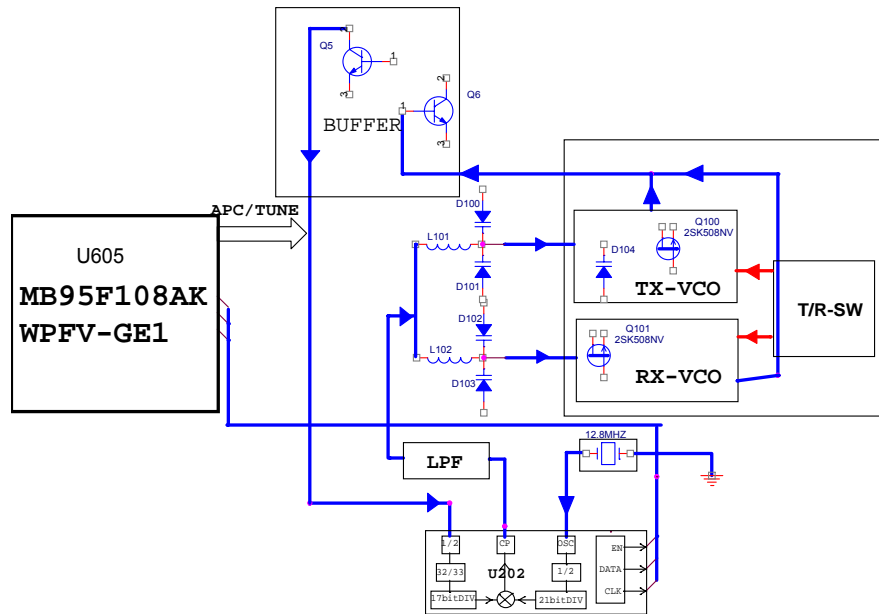 2
Q5
1
3
2
Q6
1
BUFFER
3
APC/TUNE
U605
MB95F108AK
WPFV-GE1
D100
L101
D101
D102
L102
D103
D104
Q100
2SK508NV
TX-VCO
Q101
2SK508NV
RX-VCO
T/R-SW
LPF
12.8MHZ
1/2
CP
OSC
EN
32/33
U202
1/2
DATA
17bitDIV
21bitDIV
CLK